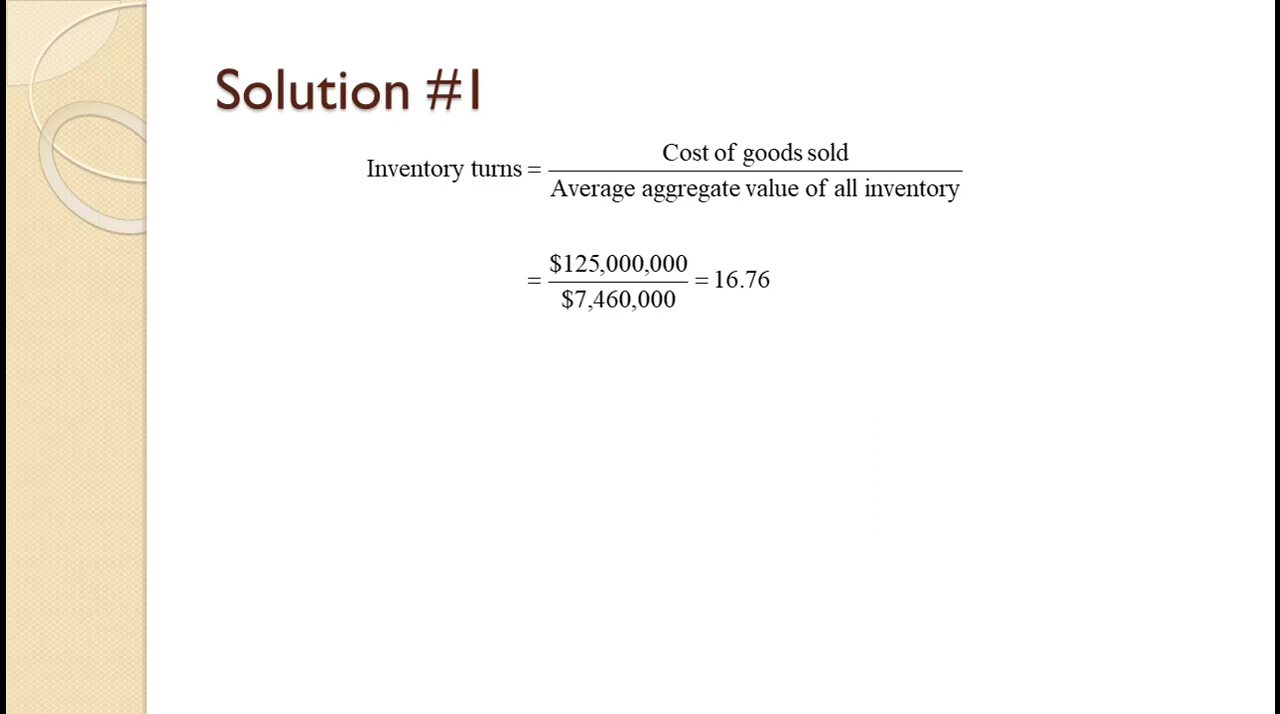 Solution #1
Inventory turns = Cost of goods sold / Average aggregate value of all inventory
= $125,000,000 / $7,460,000 = 16.76